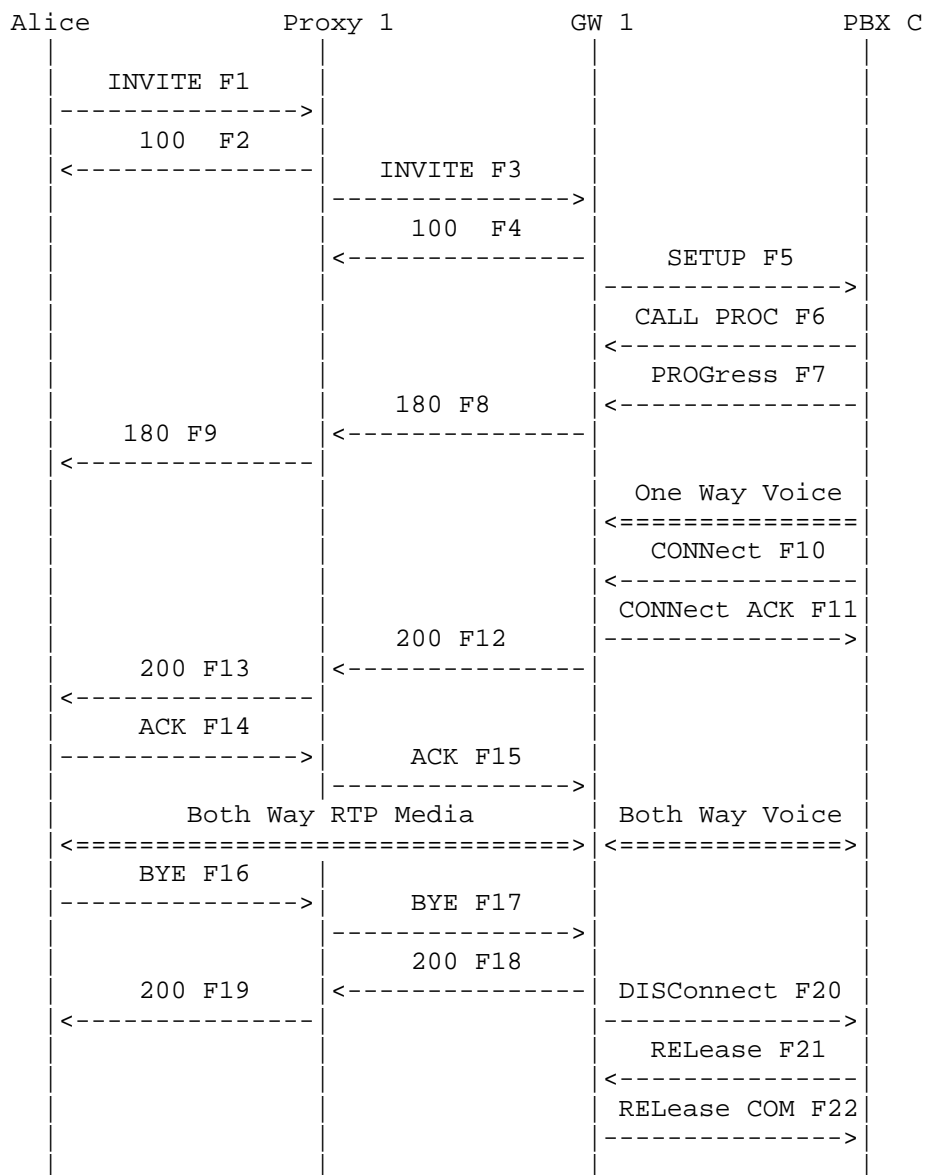 Alice Proxy 1 GW 1 PBX C
INVITE F1
100 F2
INVITE F3
100 F4
SETUP F5
CALL PROC F6
PROGress F7
180 F8
180 F9
One Way Voice
CONNect F10
CONNect ACK F11
200 F12
200 F13
ACK F14
ACK F15
Both Way RTP Media Both Way Voice
BYE F16
BYE F17
200 F18
200 F19 DISConnect F20
RELease F21
RELease COM F22